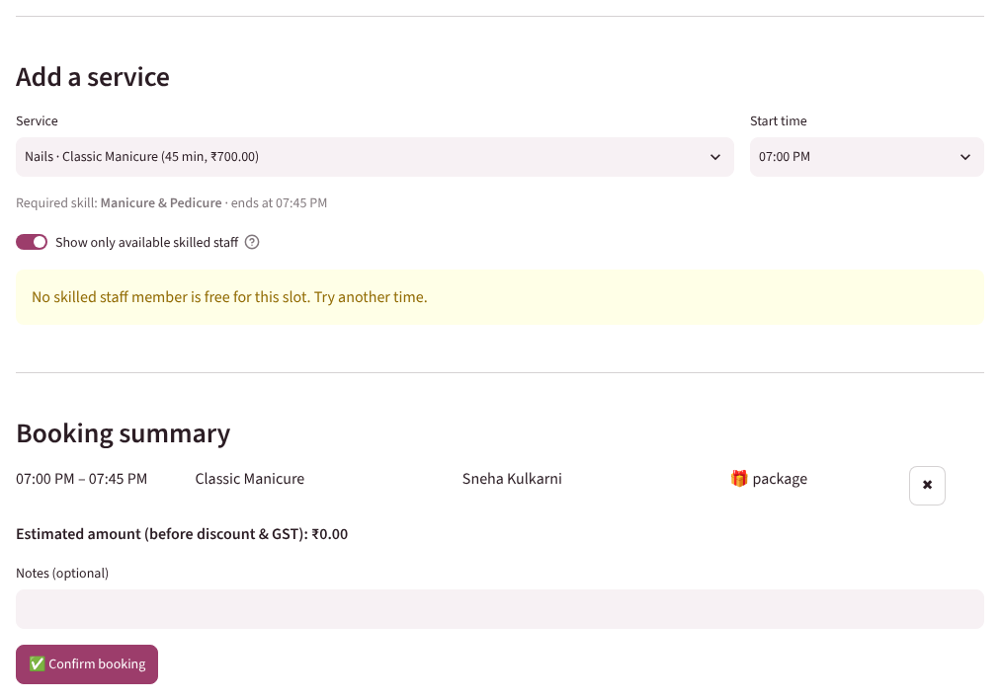 Add a service
Service
Start time
Nails · Classic Manicure (45 min, ₹700.00)
07:00 PM
Required skill: Manicure & Pedicure · ends at 07:45 PM
Show only available skilled staff ?
No skilled staff member is free for this slot. Try another time.
Booking summary
07:00 PM – 07:45 PM Classic Manicure Sneha Kulkarni 🎁 package ✖
Estimated amount (before discount & GST): ₹0.00
Notes (optional)
✅ Confirm booking